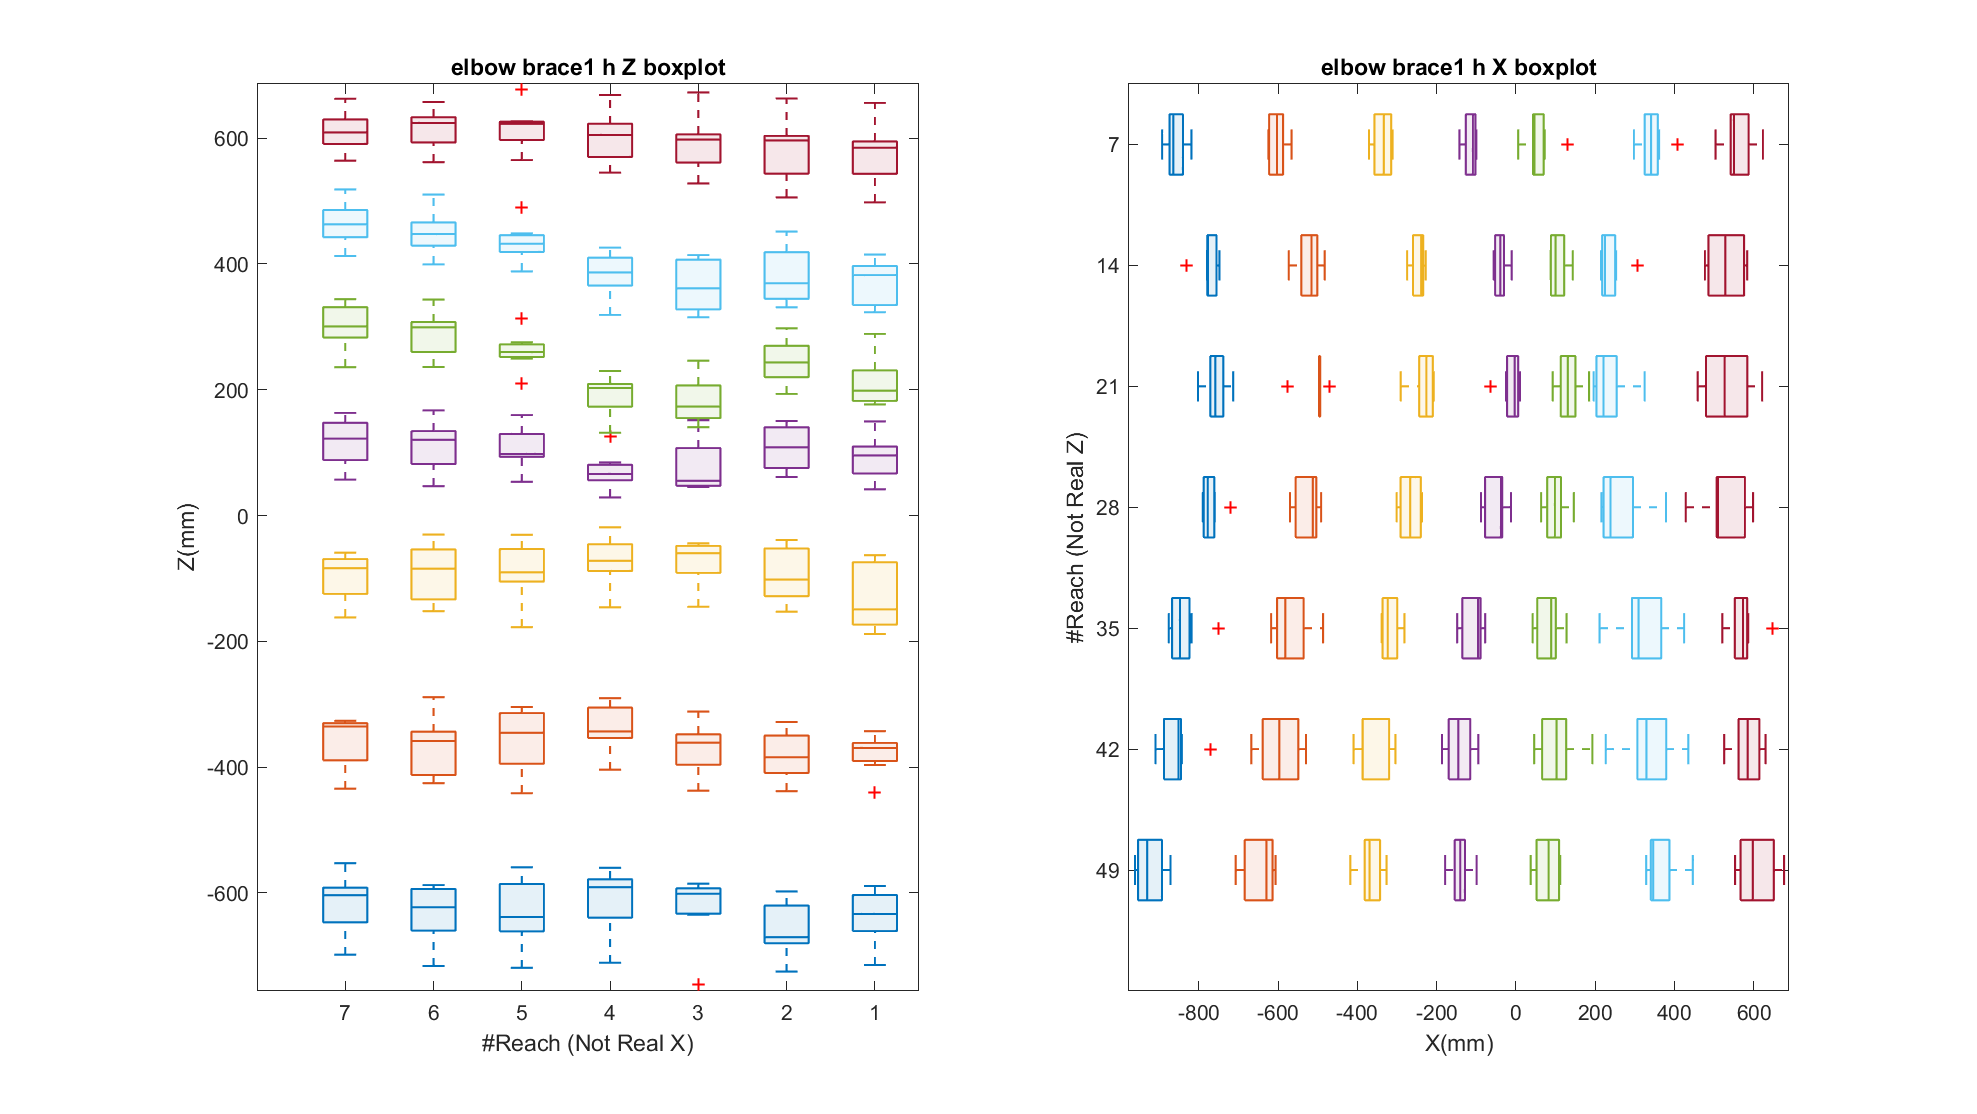 elbow brace1 h Z boxplot
600
400
200
0
-200
-400
-600
Z(mm)
7 6 5 4 3 2 1
#Reach (Not Real X)
elbow brace1 h X boxplot
7
14
21
28
35
42
49
#Reach (Not Real Z)
-800 -600 -400 -200 0 200 400 600
X(mm)